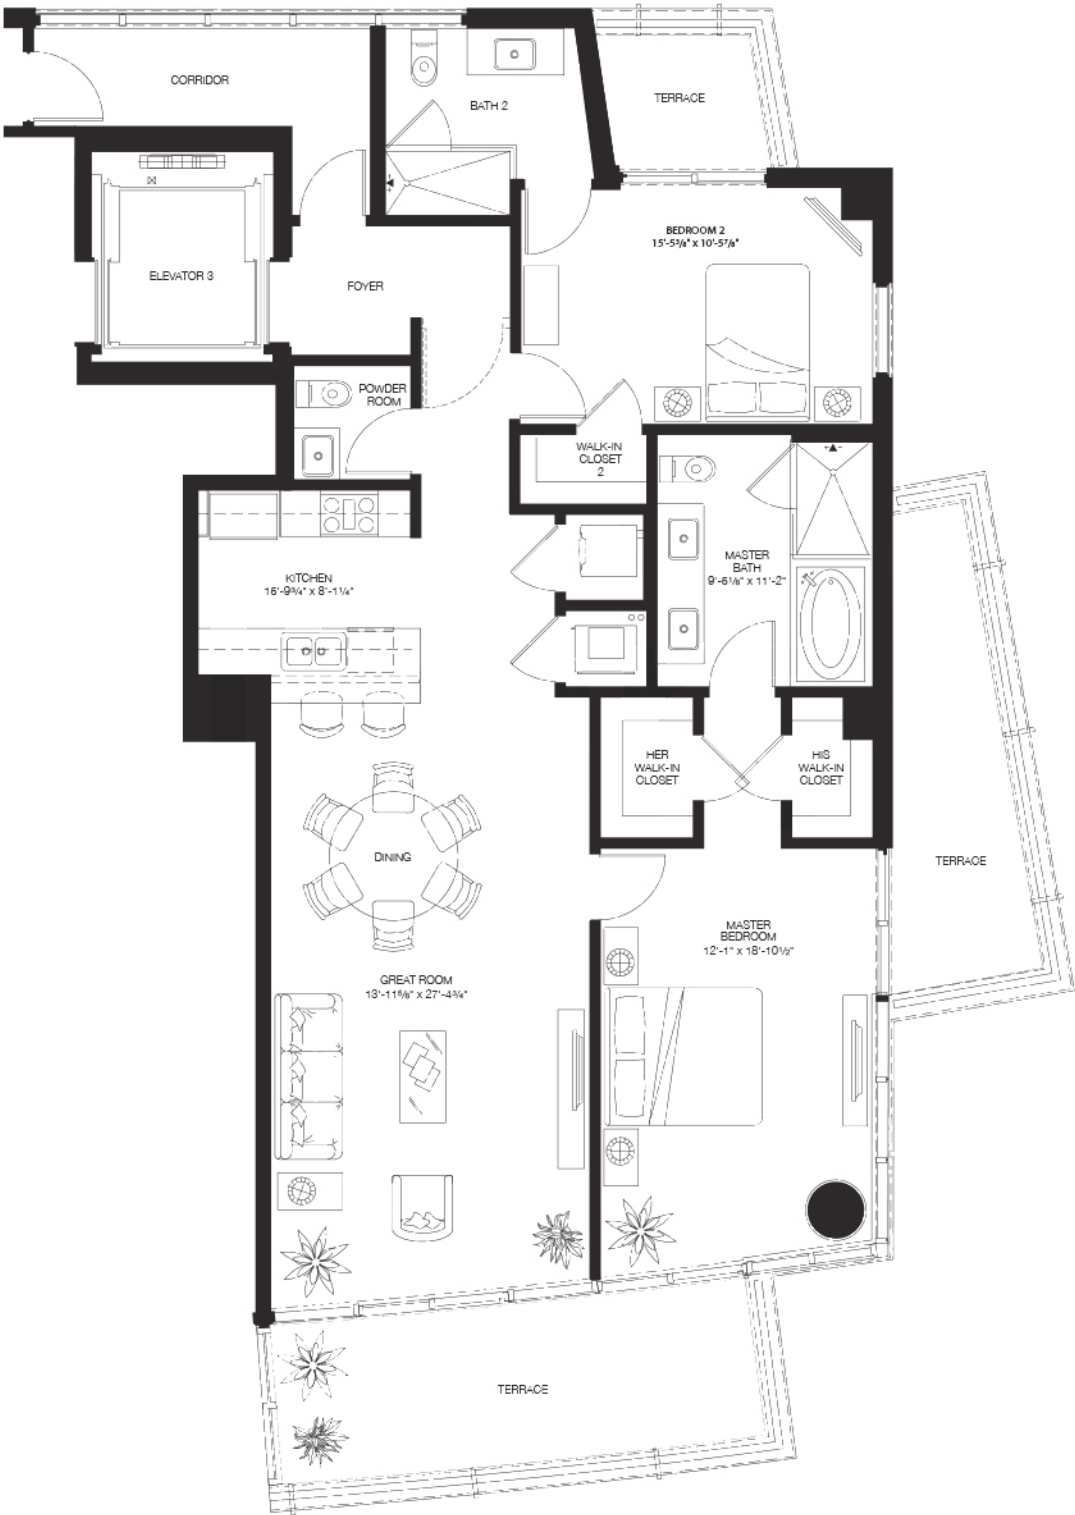 CORRIDOR
BATH 2
TERRACE
BEDROOM 2
15'-5⅜" x 10'-5⅞"
ELEVATOR 3
FOYER
POWDER
ROOM
WALK-IN
CLOSET
2
MASTER
BATH
9'-6⅛" x 11'-2"
KITCHEN
16'-9¾" x 8'-1¼"
HER
WALK-IN
CLOSET
HIS
WALK-IN
CLOSET
DINING
TERRACE
MASTER
BEDROOM
12'-1" x 18'-10½"
GREAT ROOM
13'-11⅝" x 27'-4¾"
TERRACE